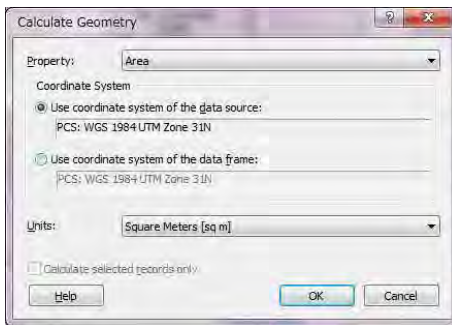 Calculate Geometry
Property:
Area
Coordinate System
Use coordinate system of the data source:
PCS: WGS 1984 UTM Zone 31N
Use coordinate system of the data frame:
PCS: WGS 1984 UTM Zone 31N
Units:
Square Meters [sq m]
Calculate selected records only
Help
OK
Cancel